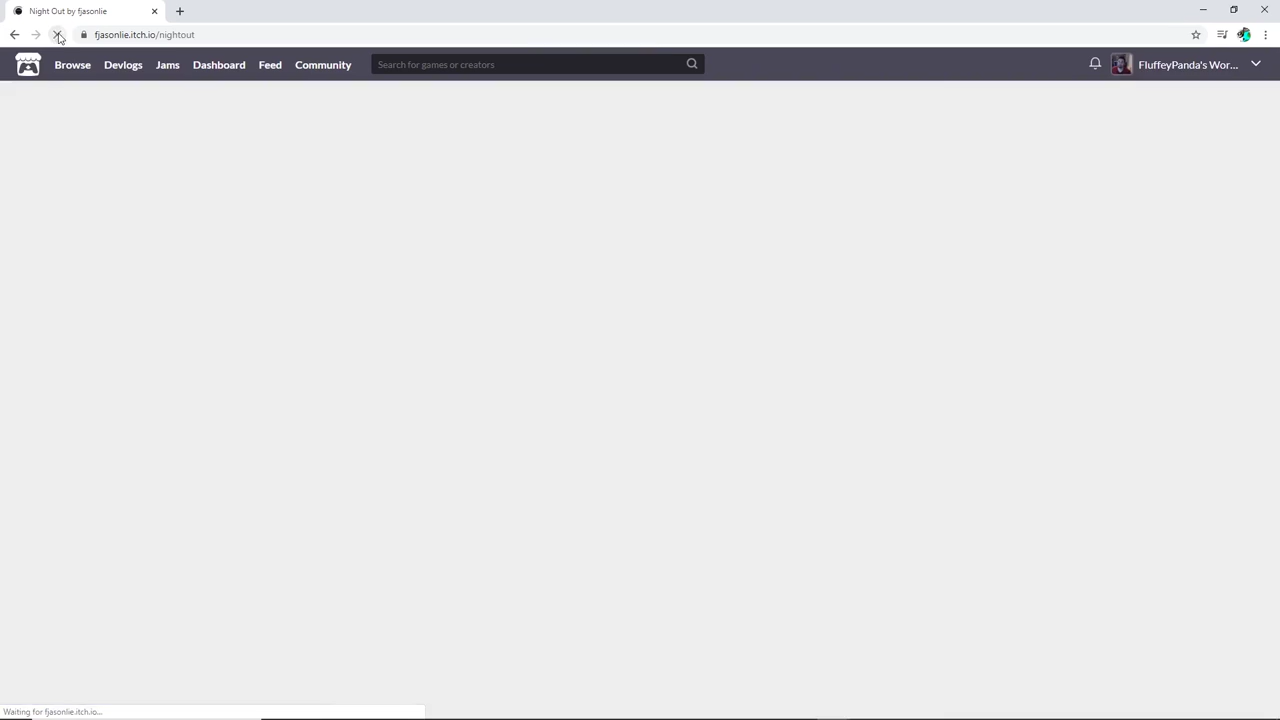 Night Out by fjasonlie
fjasonlie.itch.io/nightout
Browse Devlogs Jams Dashboard Feed Community Search for games or creators FluffeyPanda's Wor...
Waiting for fjasonlie.itch.io...